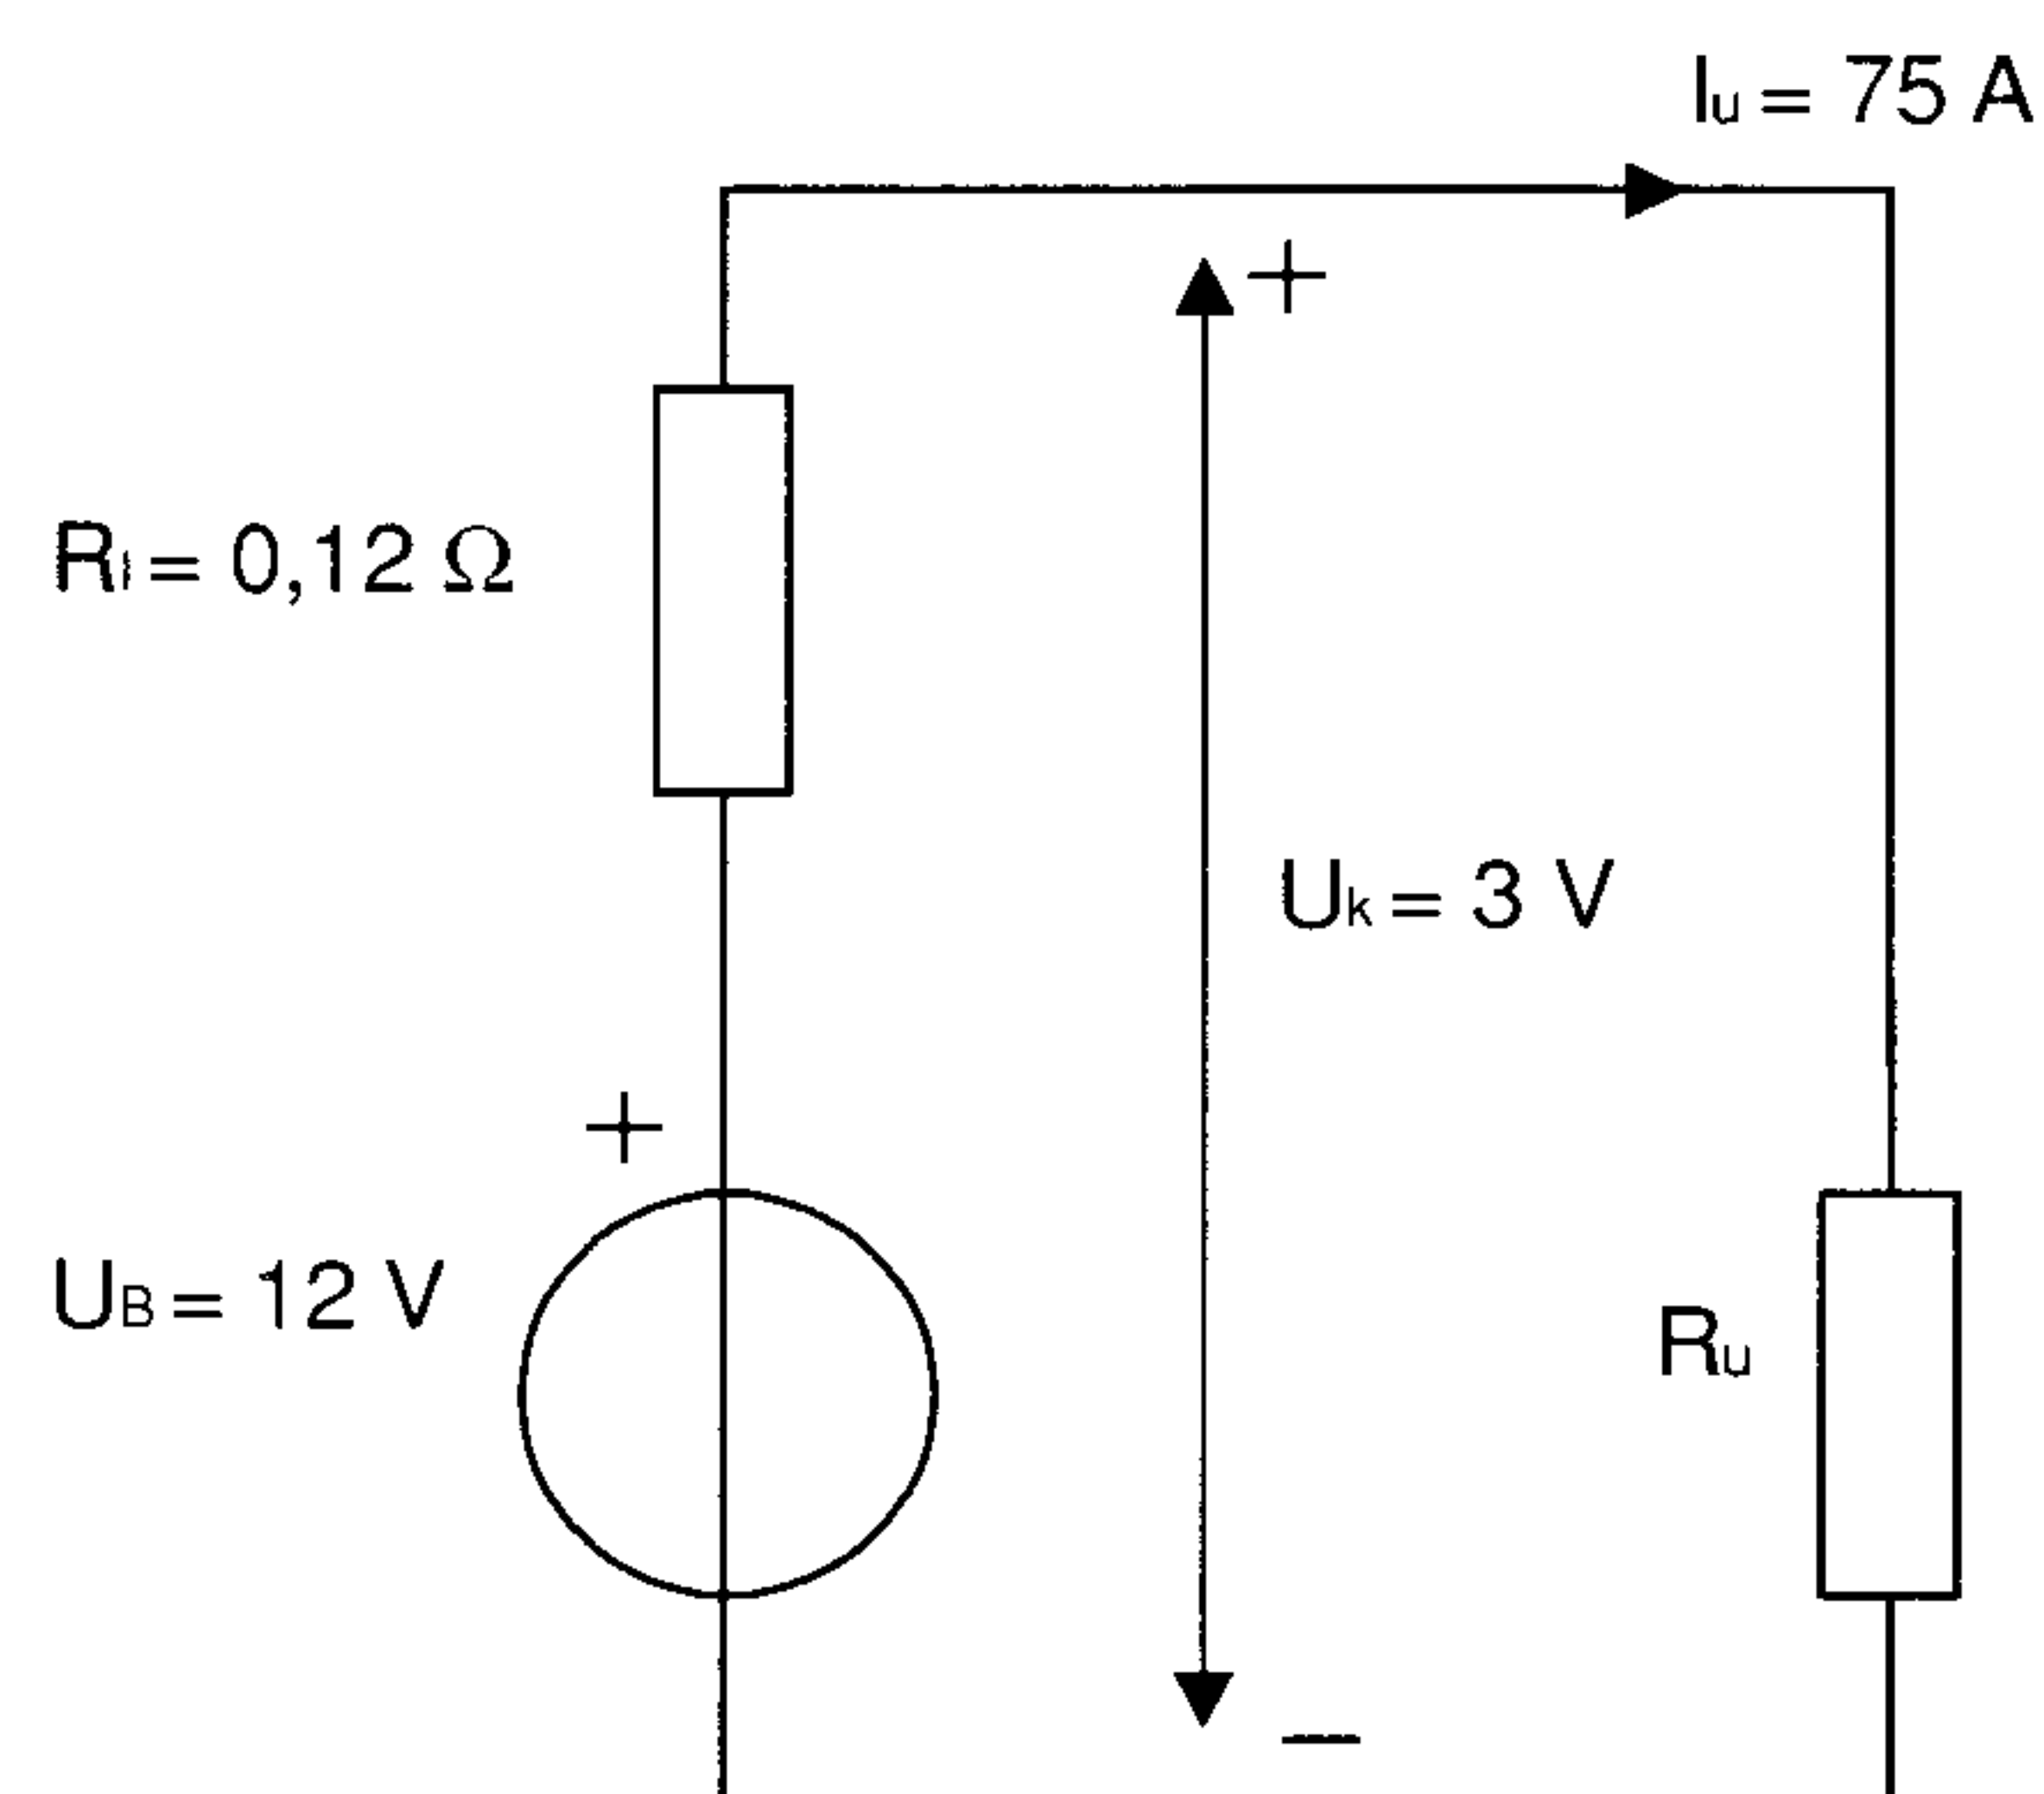 Iu = 75 A
+
Ri = 0,12 Ω
Uk = 3 V
+
UB = 12 V
Ru
−